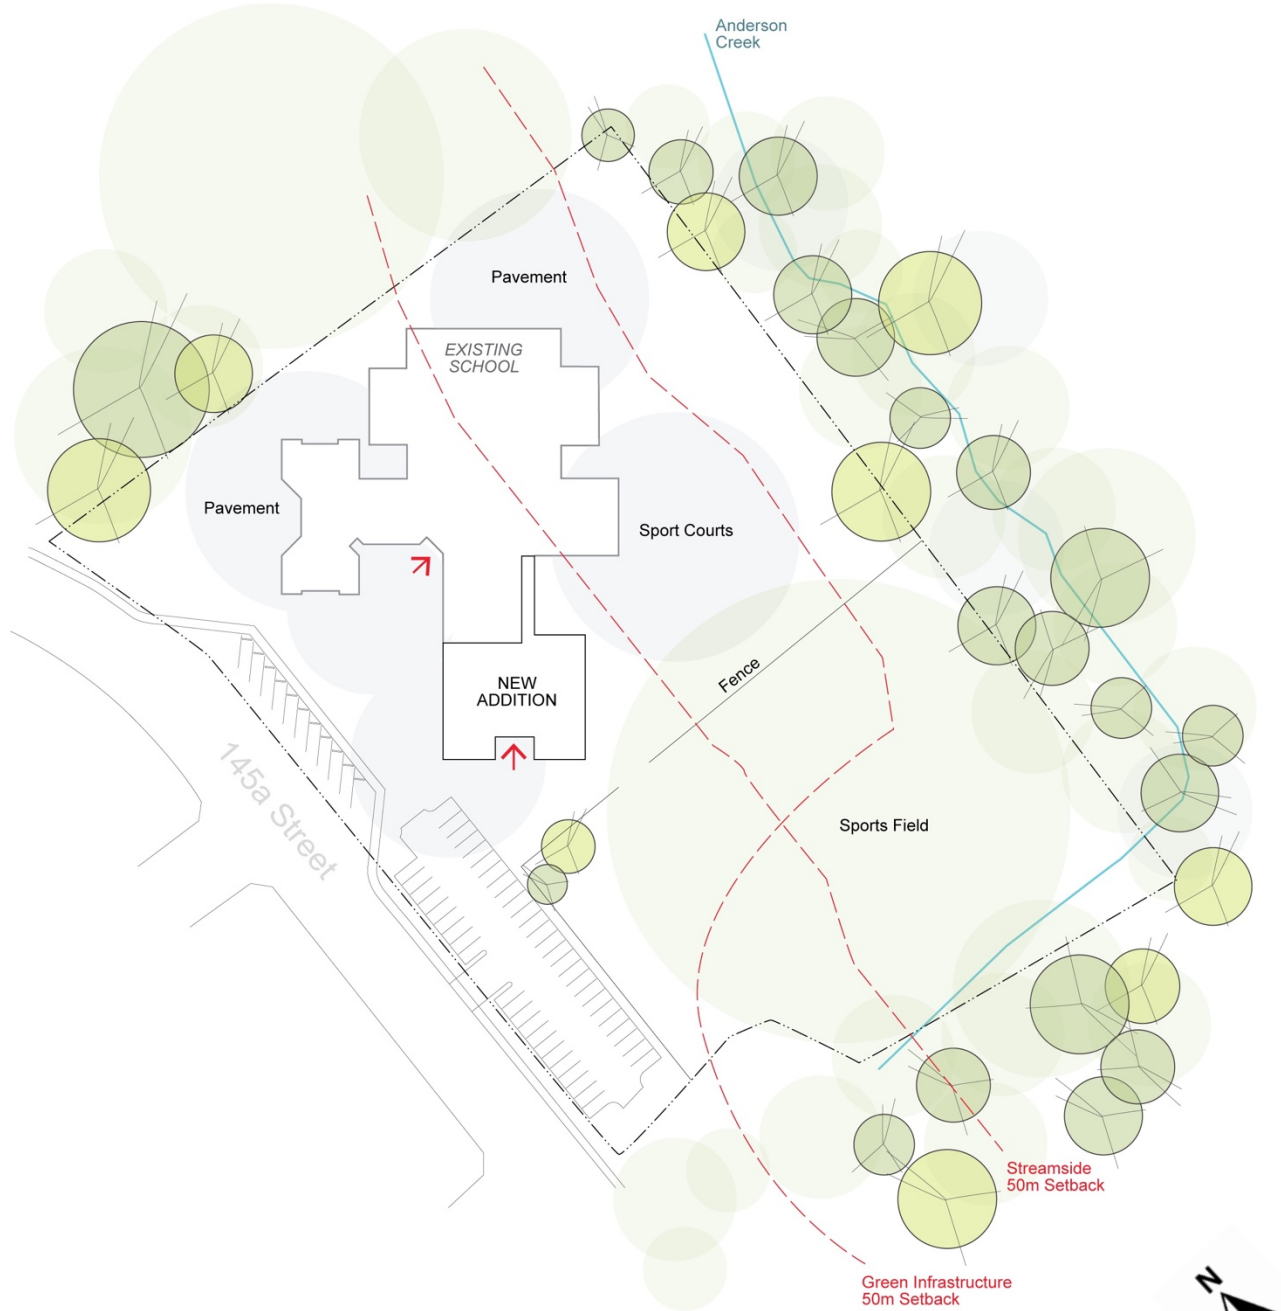 Anderson
Creek
Pavement
EXISTING
SCHOOL
Pavement
Sport Courts
Fence
NEW
ADDITION
145a Street
Sports Field
Streamside
50m Setback
Green Infrastructure
50m Setback
N